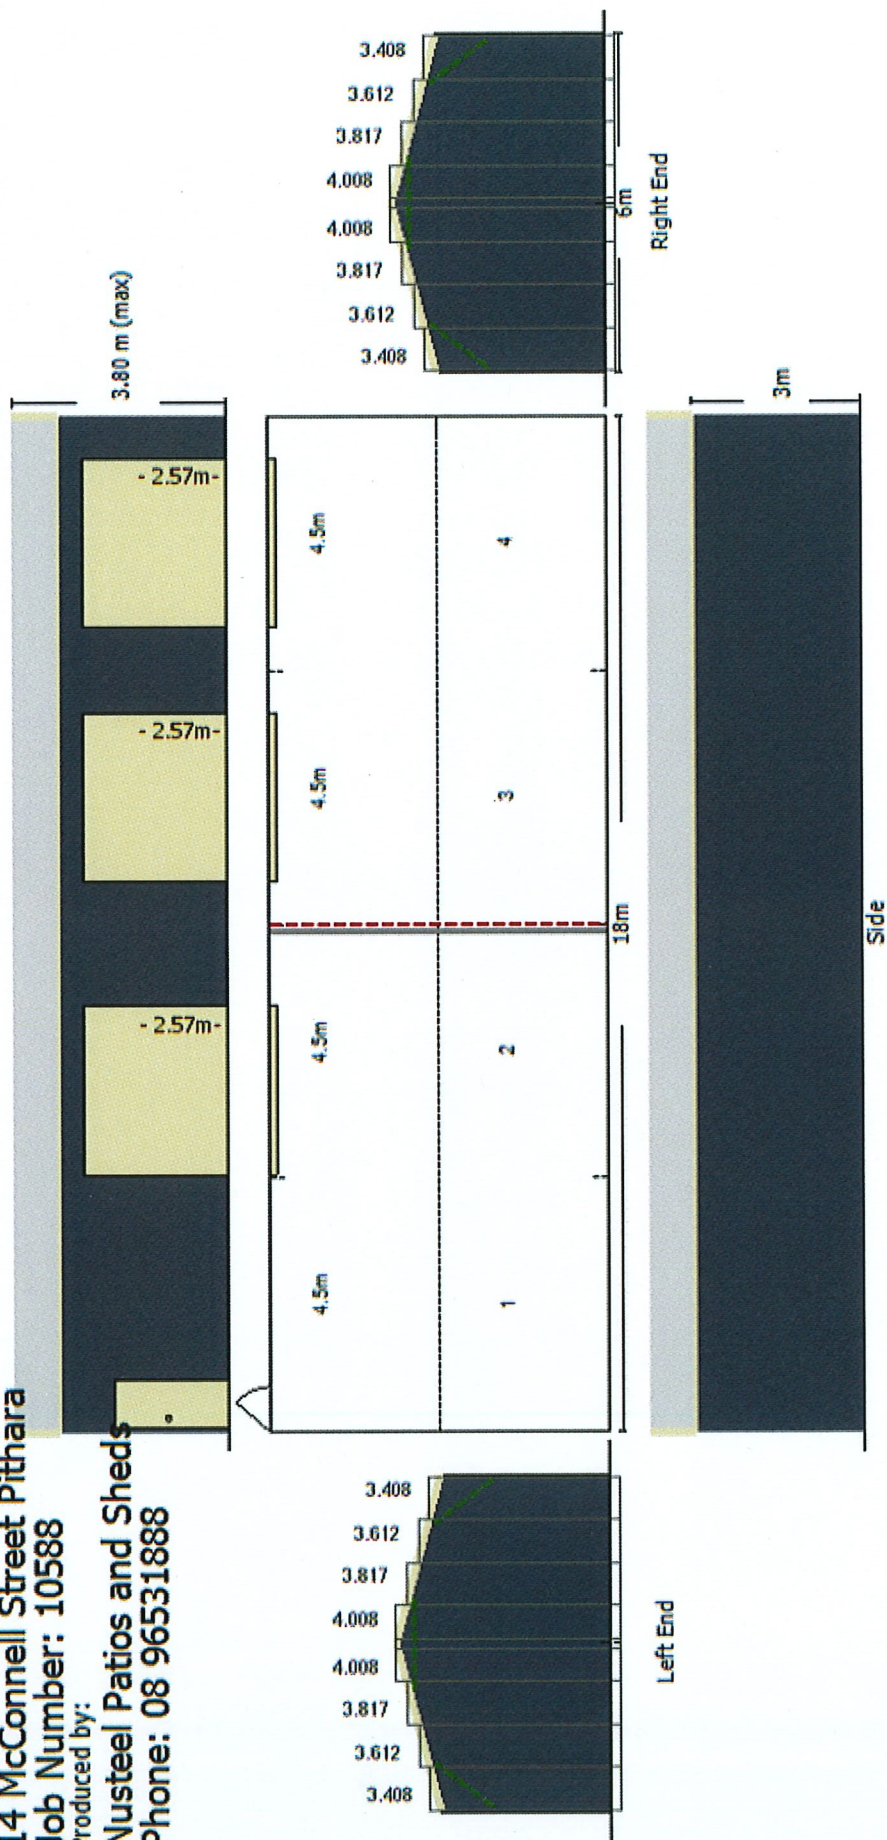 14 McConnell Street Pithara
Job Number: 10588
Produced by:
Nusteel Patios and Sheds
Phone: 08 96531888
3.80 m (max)
- 2.57m-
- 2.57m-
- 2.57m-
3.408
3.612
3.817
4.008
4.008
3.817
3.612
3.408
Left End
4.5m
4.5m
4.5m
4.5m
1
2
3
4
18m
3.408
3.612
3.817
4.008
4.008
3.817
3.612
3.408
6m
Right End
3m
Side